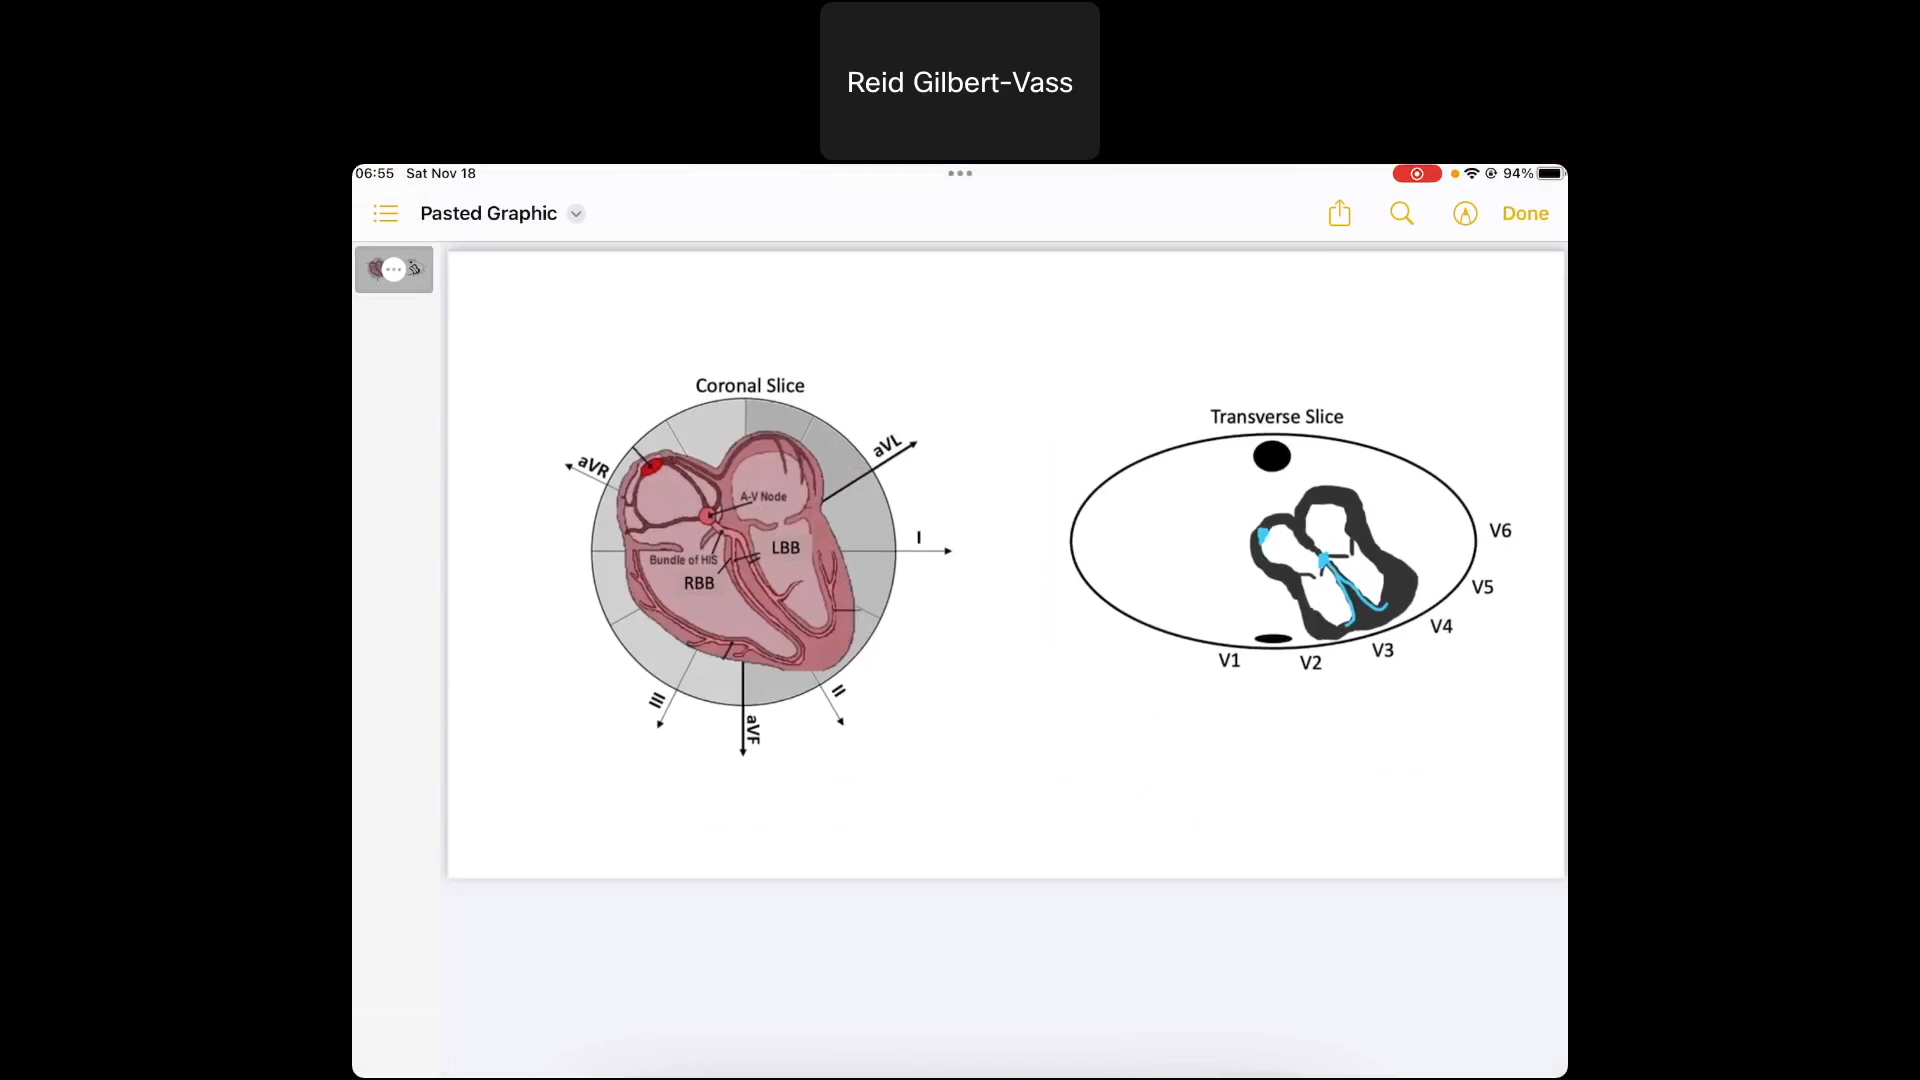 Reid Gilbert-Vass
06:55 Sat Nov 18
94%
Pasted Graphic
Done
Coronal Slice
aVR
aVL
A-V Node
I
LBB
Bundle of HIS
RBB
III
aVF
II
Transverse Slice
V6
V5
V4
V3
V2
V1